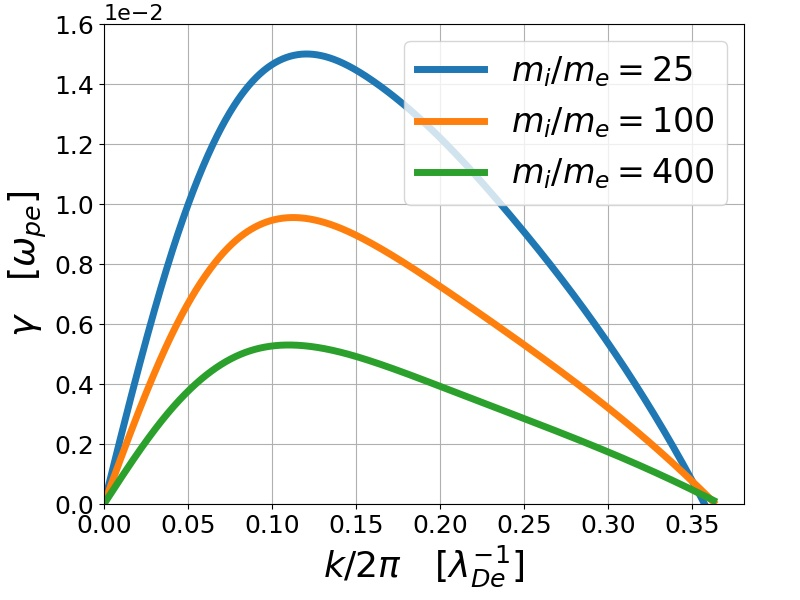 1e−2
1.6
1.4
1.2
1.0
0.8
0.6
0.4
0.2
0.0
γ [ω_pe]
m_i/m_e = 25
m_i/m_e = 100
m_i/m_e = 400
0.00 0.05 0.10 0.15 0.20 0.25 0.30 0.35
k/2π [λ_De^−1]